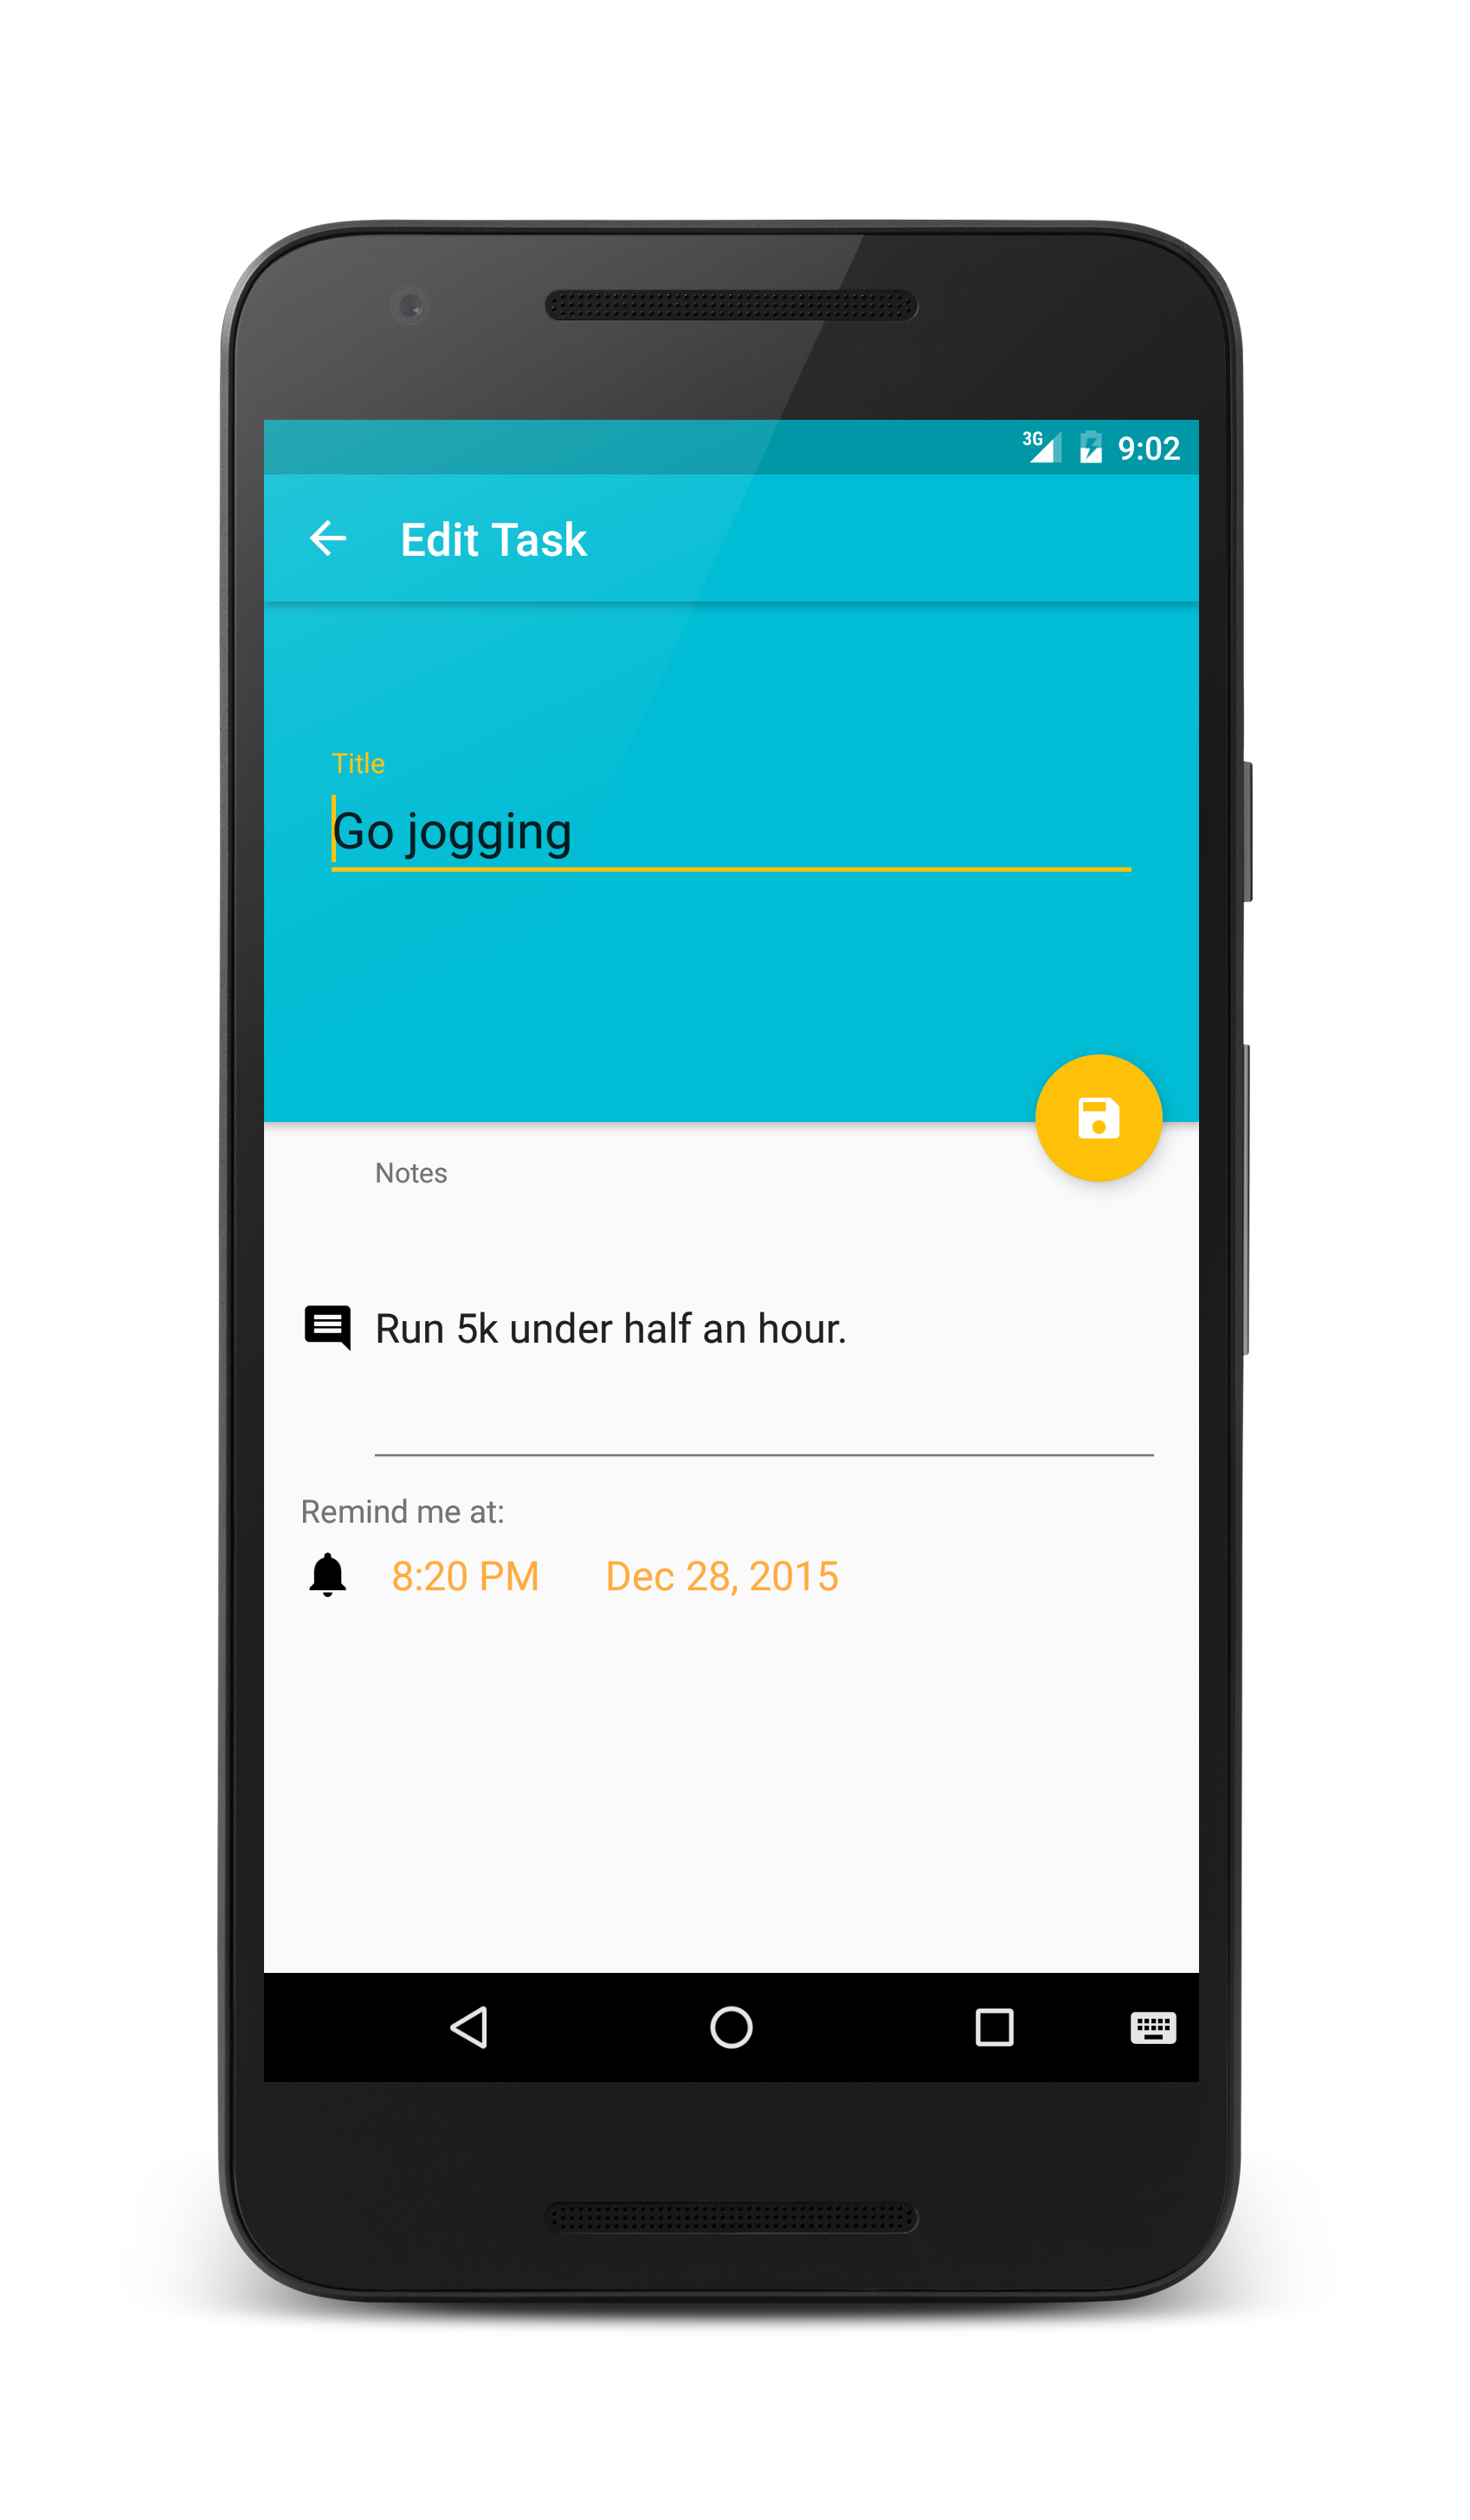 3G 9:02
Edit Task
Title
Go jogging
Notes
Run 5k under half an hour.
Remind me at:
8:20 PM Dec 28, 2015